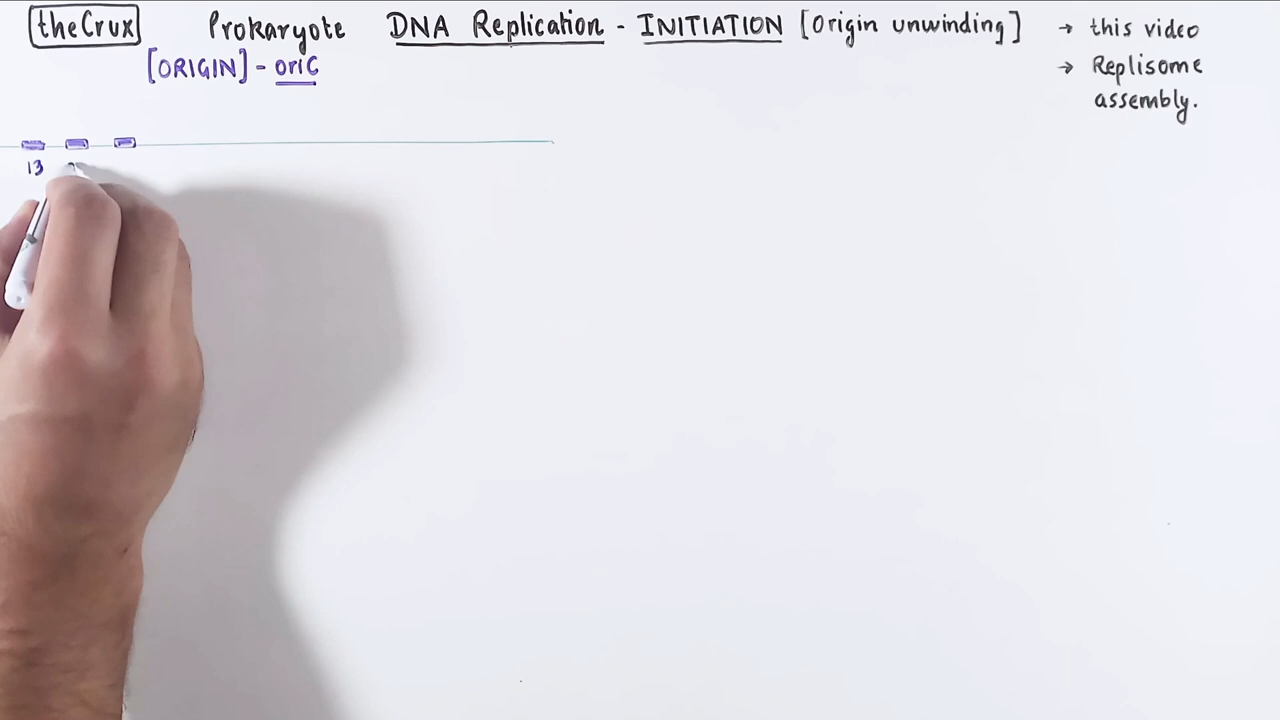 theCrux
Prokaryote DNA Replication - INITIATION [Origin unwinding]
→ this video
[ORIGIN] - oriC
→ Replisome
assembly.
13